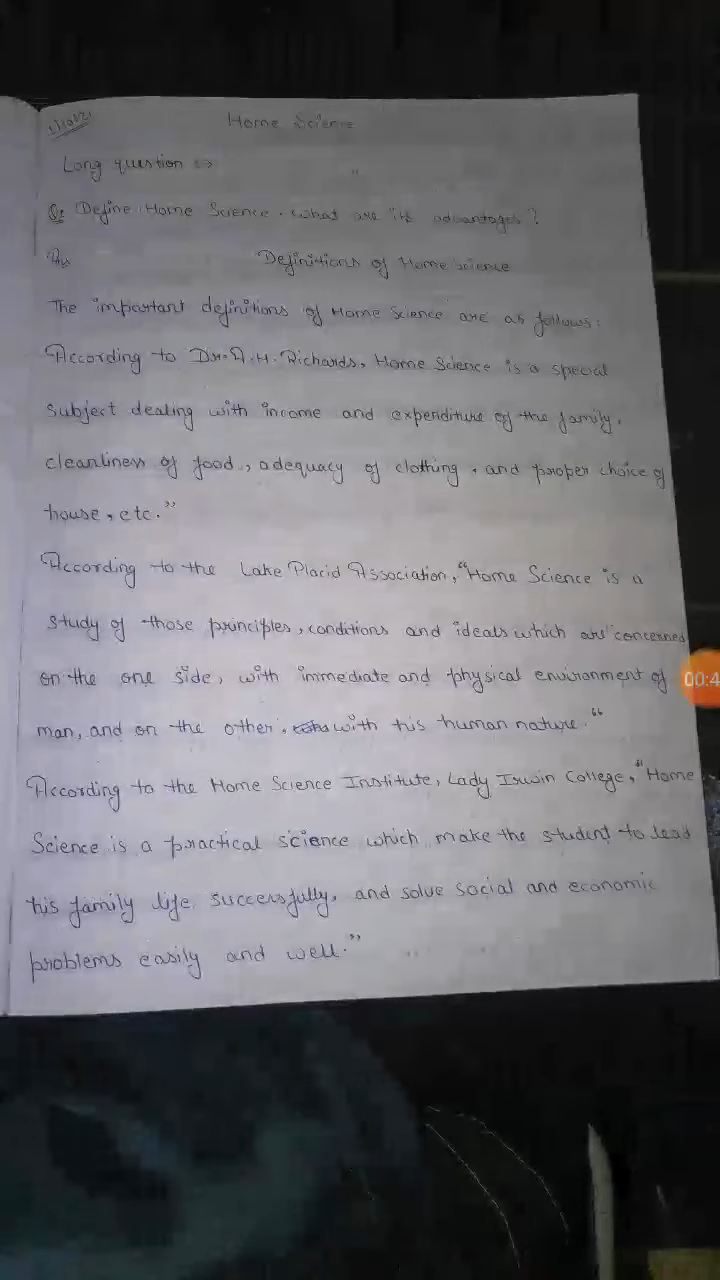 Home Science
Long question :->
Q: Define Home Science. What are its advantages?
Ans
Definitions of Home science
The important definitions of Home Science are as follows:
According to Dr. A.H. Richards, Home Science is a special
subject dealing with income and expenditure of the family,
cleanliness of food, adequacy of clothing, and proper choice of
house, etc."
According to the Lake Placid Association, "Home Science is a
study of those principles, conditions and ideals which are concerned
on the one side, with immediate and physical environment of
man, and on the other, with his human nature."
According to the Home Science Institute, Lady Irwin College, "Home
Science is a practical science which make the student to lead
his family life successfully, and solve social and economic
problems easily and well."
00:4